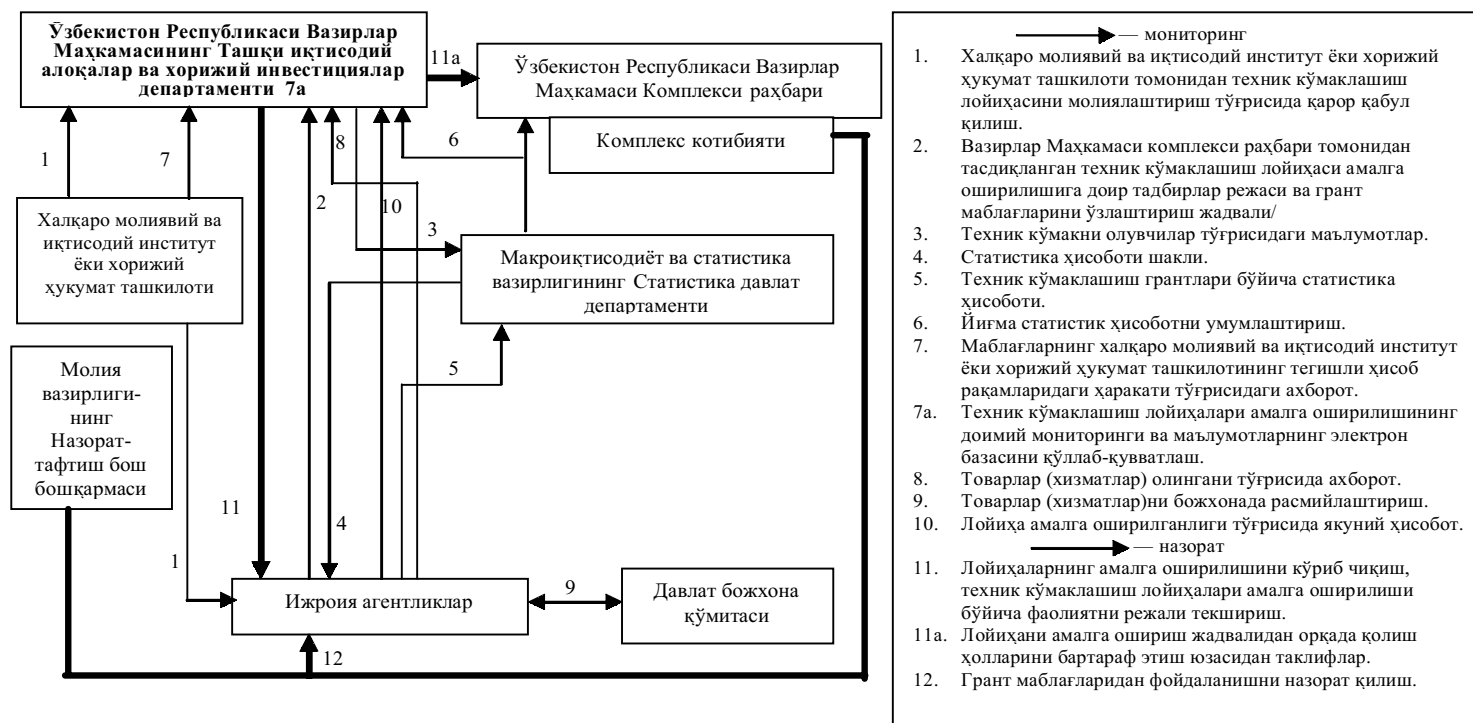 Ўзбекистон Республикаси Вазирлар
Маҳкамасининг Ташқи иқтисодий
алоқалар ва хорижий инвестициялар
департаменти 7а
11а
Ўзбекистон Республикаси Вазирлар
Маҳкамаси Комплекси раҳбари
Комплекс котибияти
1
7
8
6
2
10
3
Халқаро молиявий ва
иқтисодий институт
ёки хорижий
ҳукумат ташкилоти
Макроиқтисодиёт ва статистика
вазирлигининг Статистика давлат
департаменти
Молия
вазирлиги-
нинг
Назорат-
тафтиш бош
бошқармаси
5
11
4
1
Ижроия агентликлар
9
Давлат божхона
қўмитаси
12
— мониторинг
1. Халқаро молиявий ва иқтисодий институт ёки хорижий
ҳукумат ташкилоти томонидан техник кўмаклашиш
лойиҳасини молиялаштириш тўғрисида қарор қабул
қилиш.
2. Вазирлар Маҳкамаси комплекси раҳбари томонидан
тасдиқланган техник кўмаклашиш лойиҳаси амалга
оширилишига доир тадбирлар режаси ва грант
маблағларини ўзлаштириш жадвали/
3. Техник кўмакни олувчилар тўғрисидаги маълумотлар.
4. Статистика ҳисоботи шакли.
5. Техник кўмаклашиш грантлари бўйича статистика
ҳисоботи.
6. Йиғма статистик ҳисоботни умумлаштириш.
7. Маблағларнинг халқаро молиявий ва иқтисодий институт
ёки хорижий ҳукумат ташкилотининг тегишли ҳисоб
рақамларидаги ҳаракати тўғрисидаги ахборот.
7а. Техник кўмаклашиш лойиҳалари амалга оширилишининг
доимий мониторинги ва маълумотларнинг электрон
базасини қўллаб-қувватлаш.
8. Товарлар (хизматлар) олингани тўғрисида ахборот.
9. Товарлар (хизматлар)ни божхонада расмийлаштириш.
10. Лойиҳа амалга оширилганлиги тўғрисида якуний ҳисобот.
— назорат
11. Лойиҳаларнинг амалга оширилишини кўриб чиқиш,
техник кўмаклашиш лойиҳалари амалга оширилиши
бўйича фаолиятни режали текшириш.
11а. Лойиҳани амалга ошириш жадвалидан орқада қолиш
ҳолларини бартараф этиш юзасидан таклифлар.
12. Грант маблағларидан фойдаланишни назорат қилиш.